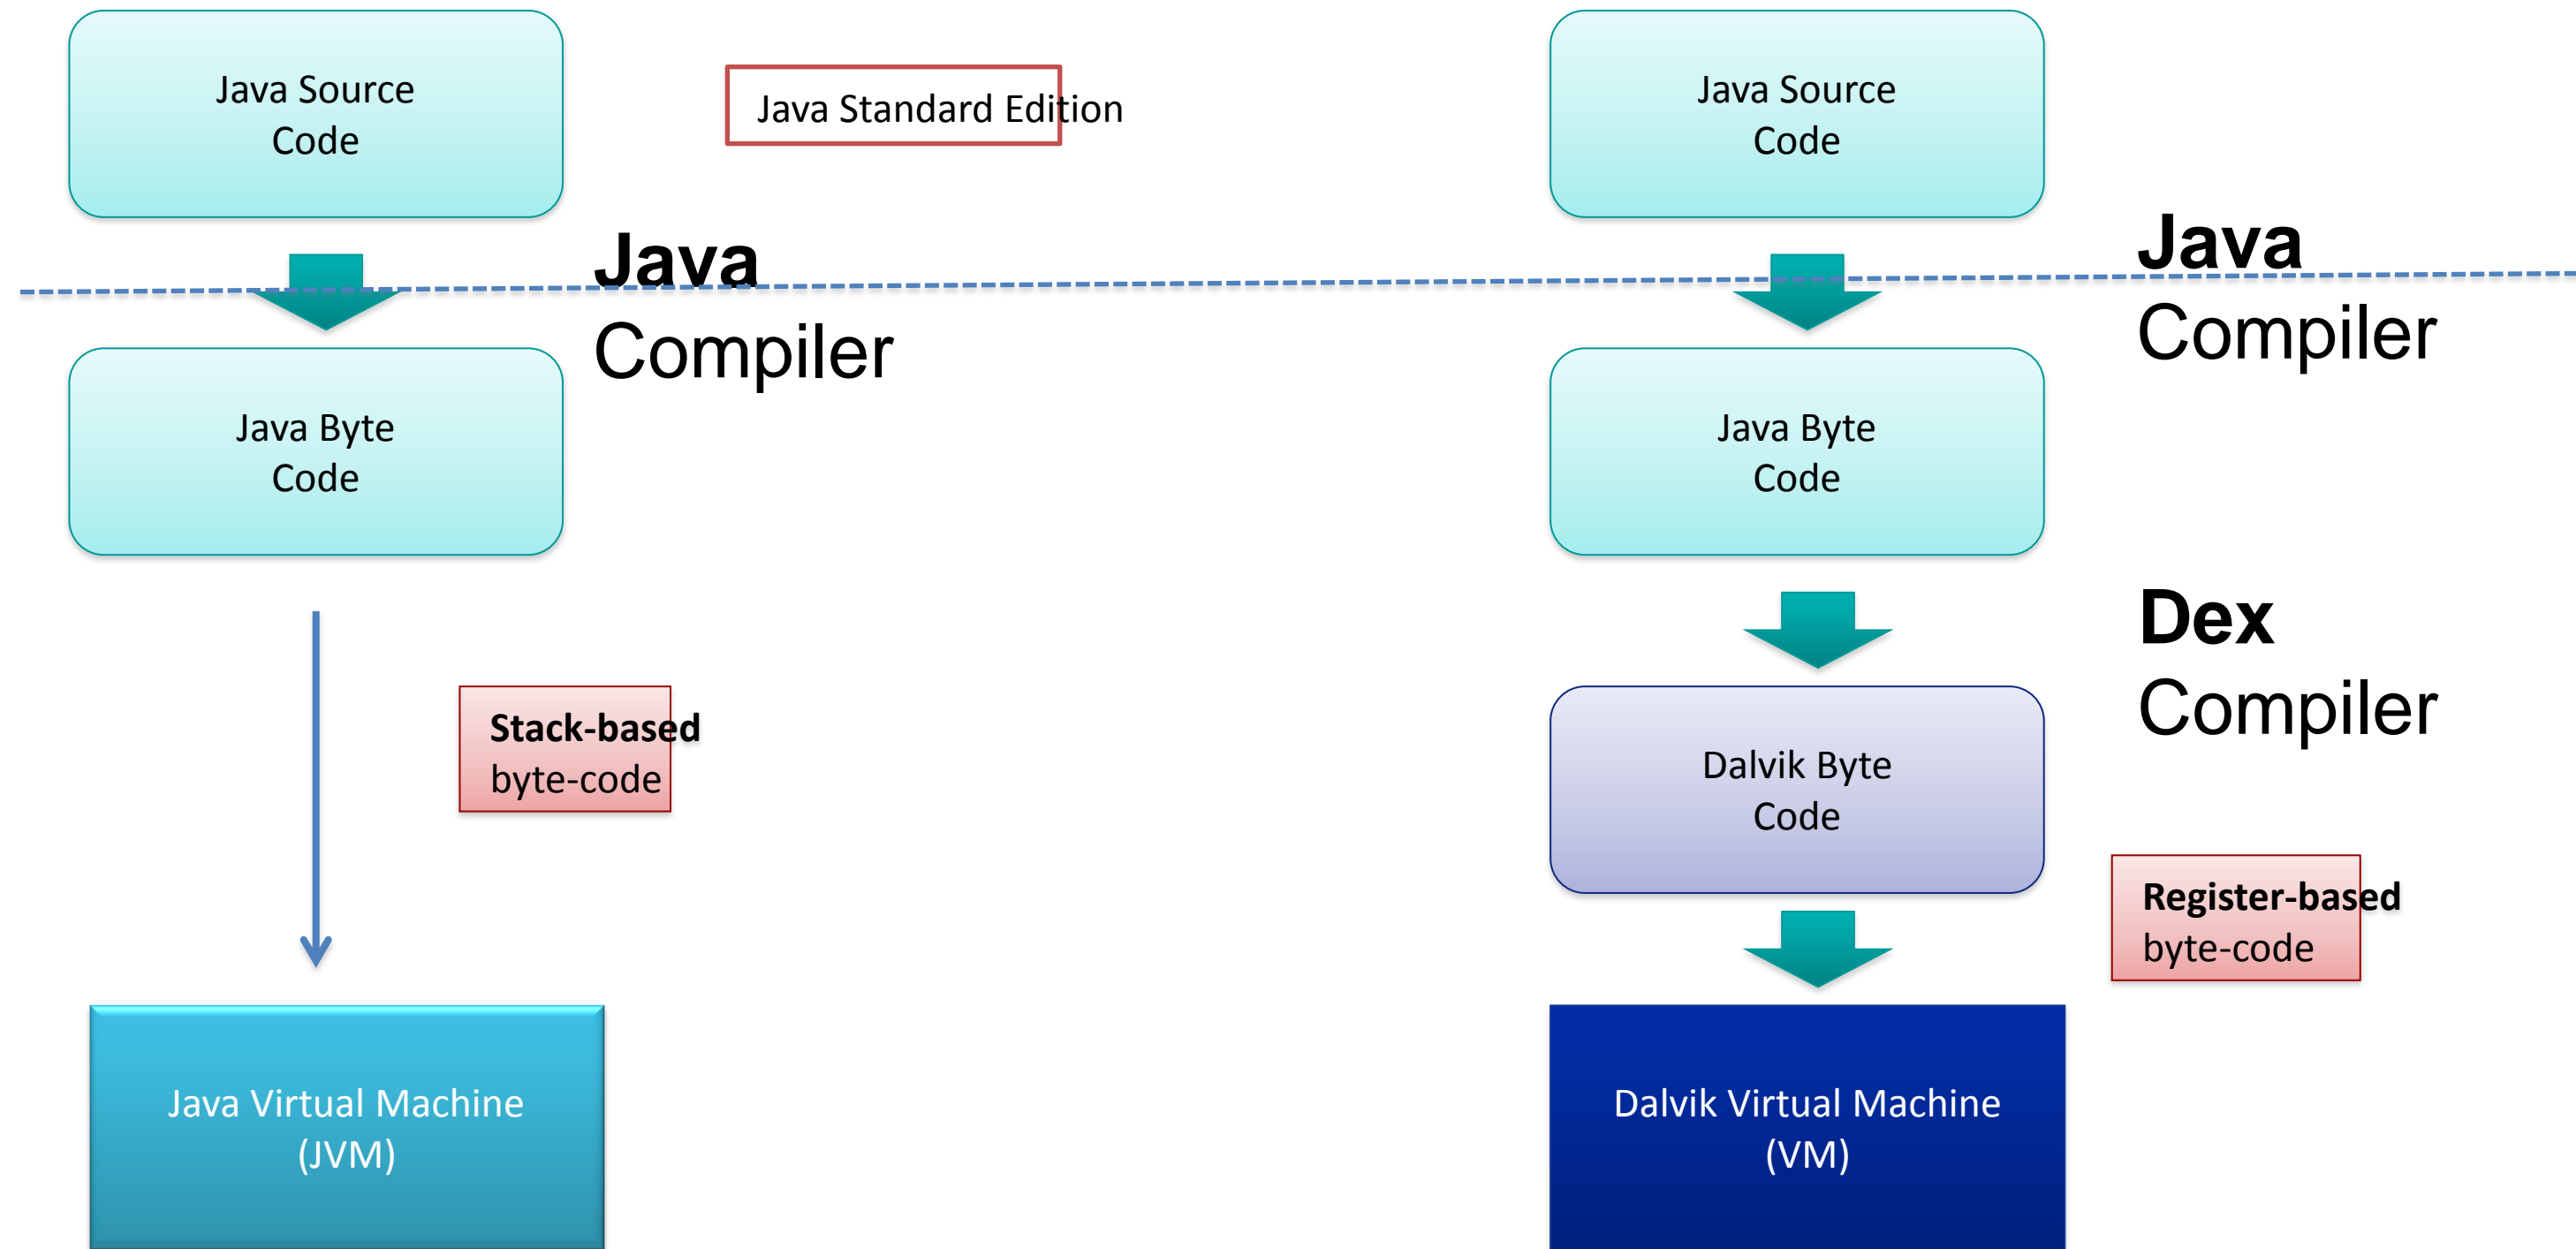 Java Source
Code
Java Standard Edition
Java
Compiler
Java Byte
Code
Stack-based
byte-code
Java Virtual Machine
(JVM)
Java Source
Code
Java
Compiler
Java Byte
Code
Dex
Compiler
Dalvik Byte
Code
Register-based
byte-code
Dalvik Virtual Machine
(VM)